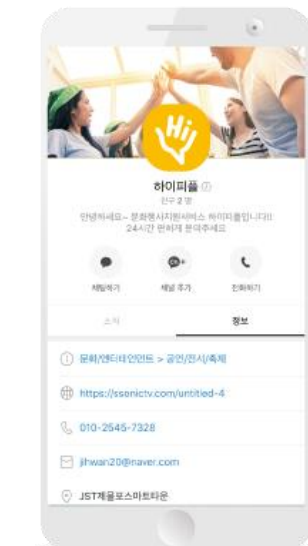 Hi
하이피플
친구 2 명
안녕하세요~ 문화행사지원서비스 하이피플입니다!!
24시간 편하게 문의주세요
채팅하기
채널 추가
전화하기
소식
정보
문화/엔터테인먼트 > 공연/전시/축제
https://ssenictv.com/untitled-4
010-2545-7328
jihwan20@naver.com
JST제물포스마트타운